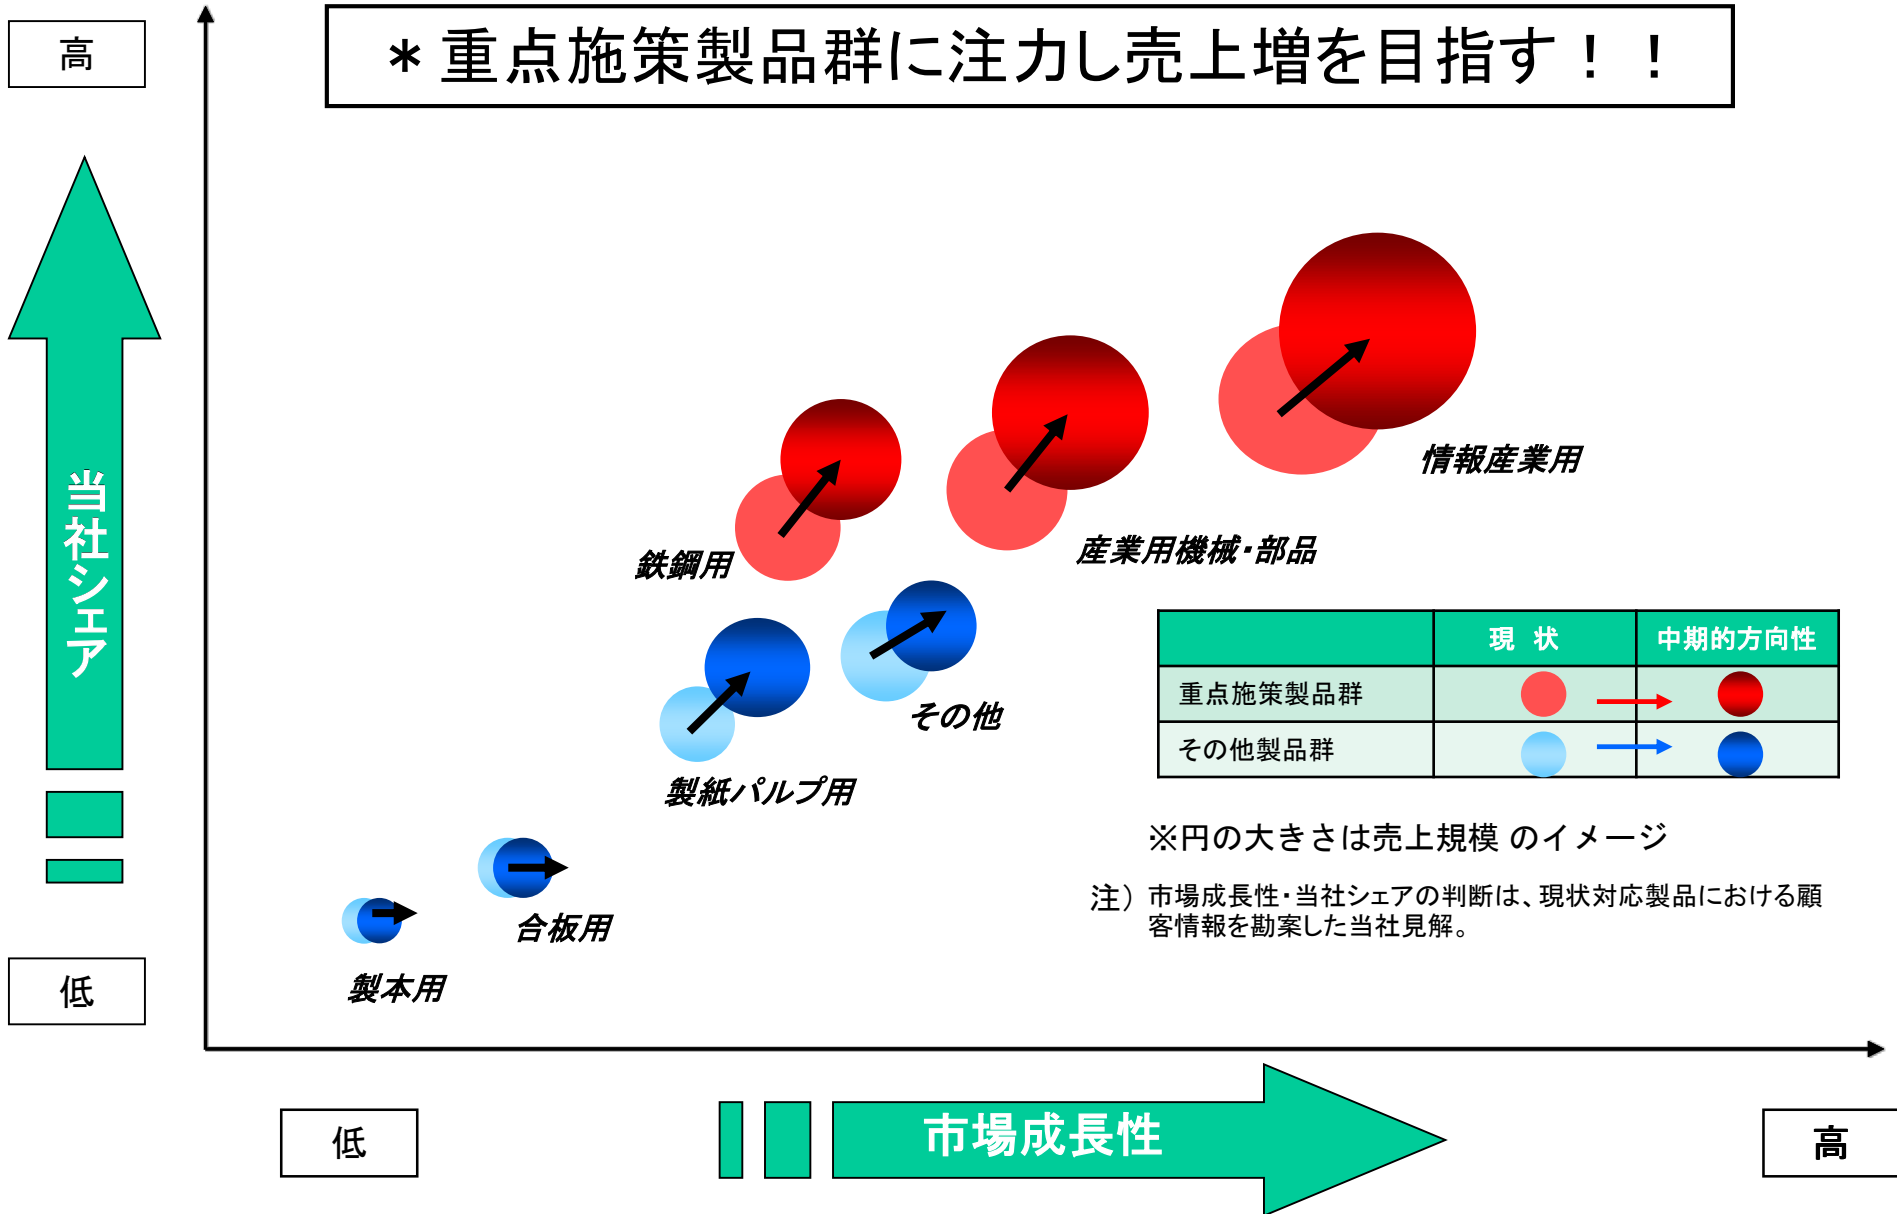 高
＊重点施策製品群に注力し売上増を目指す！！
当社シェア
情報産業用
産業用機械・部品
鉄鋼用
その他
製紙パルプ用
合板用
製本用
現 状
中期的方向性
重点施策製品群
その他製品群
※円の大きさは売上規模 のイメージ
注） 市場成長性・当社シェアの判断は、現状対応製品における顧
客情報を勘案した当社見解。
低
低
市場成長性
高